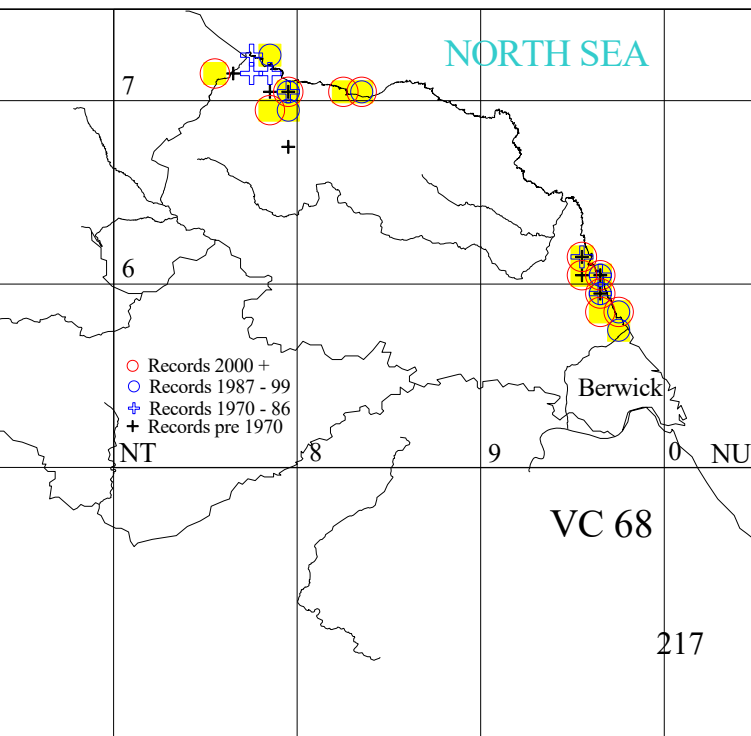 NORTH SEA
7
6
Records 2000 +
Records 1987 - 99
Records 1970 - 86
Records pre 1970
Berwick
NT 8 9 0 NU
VC 68
217